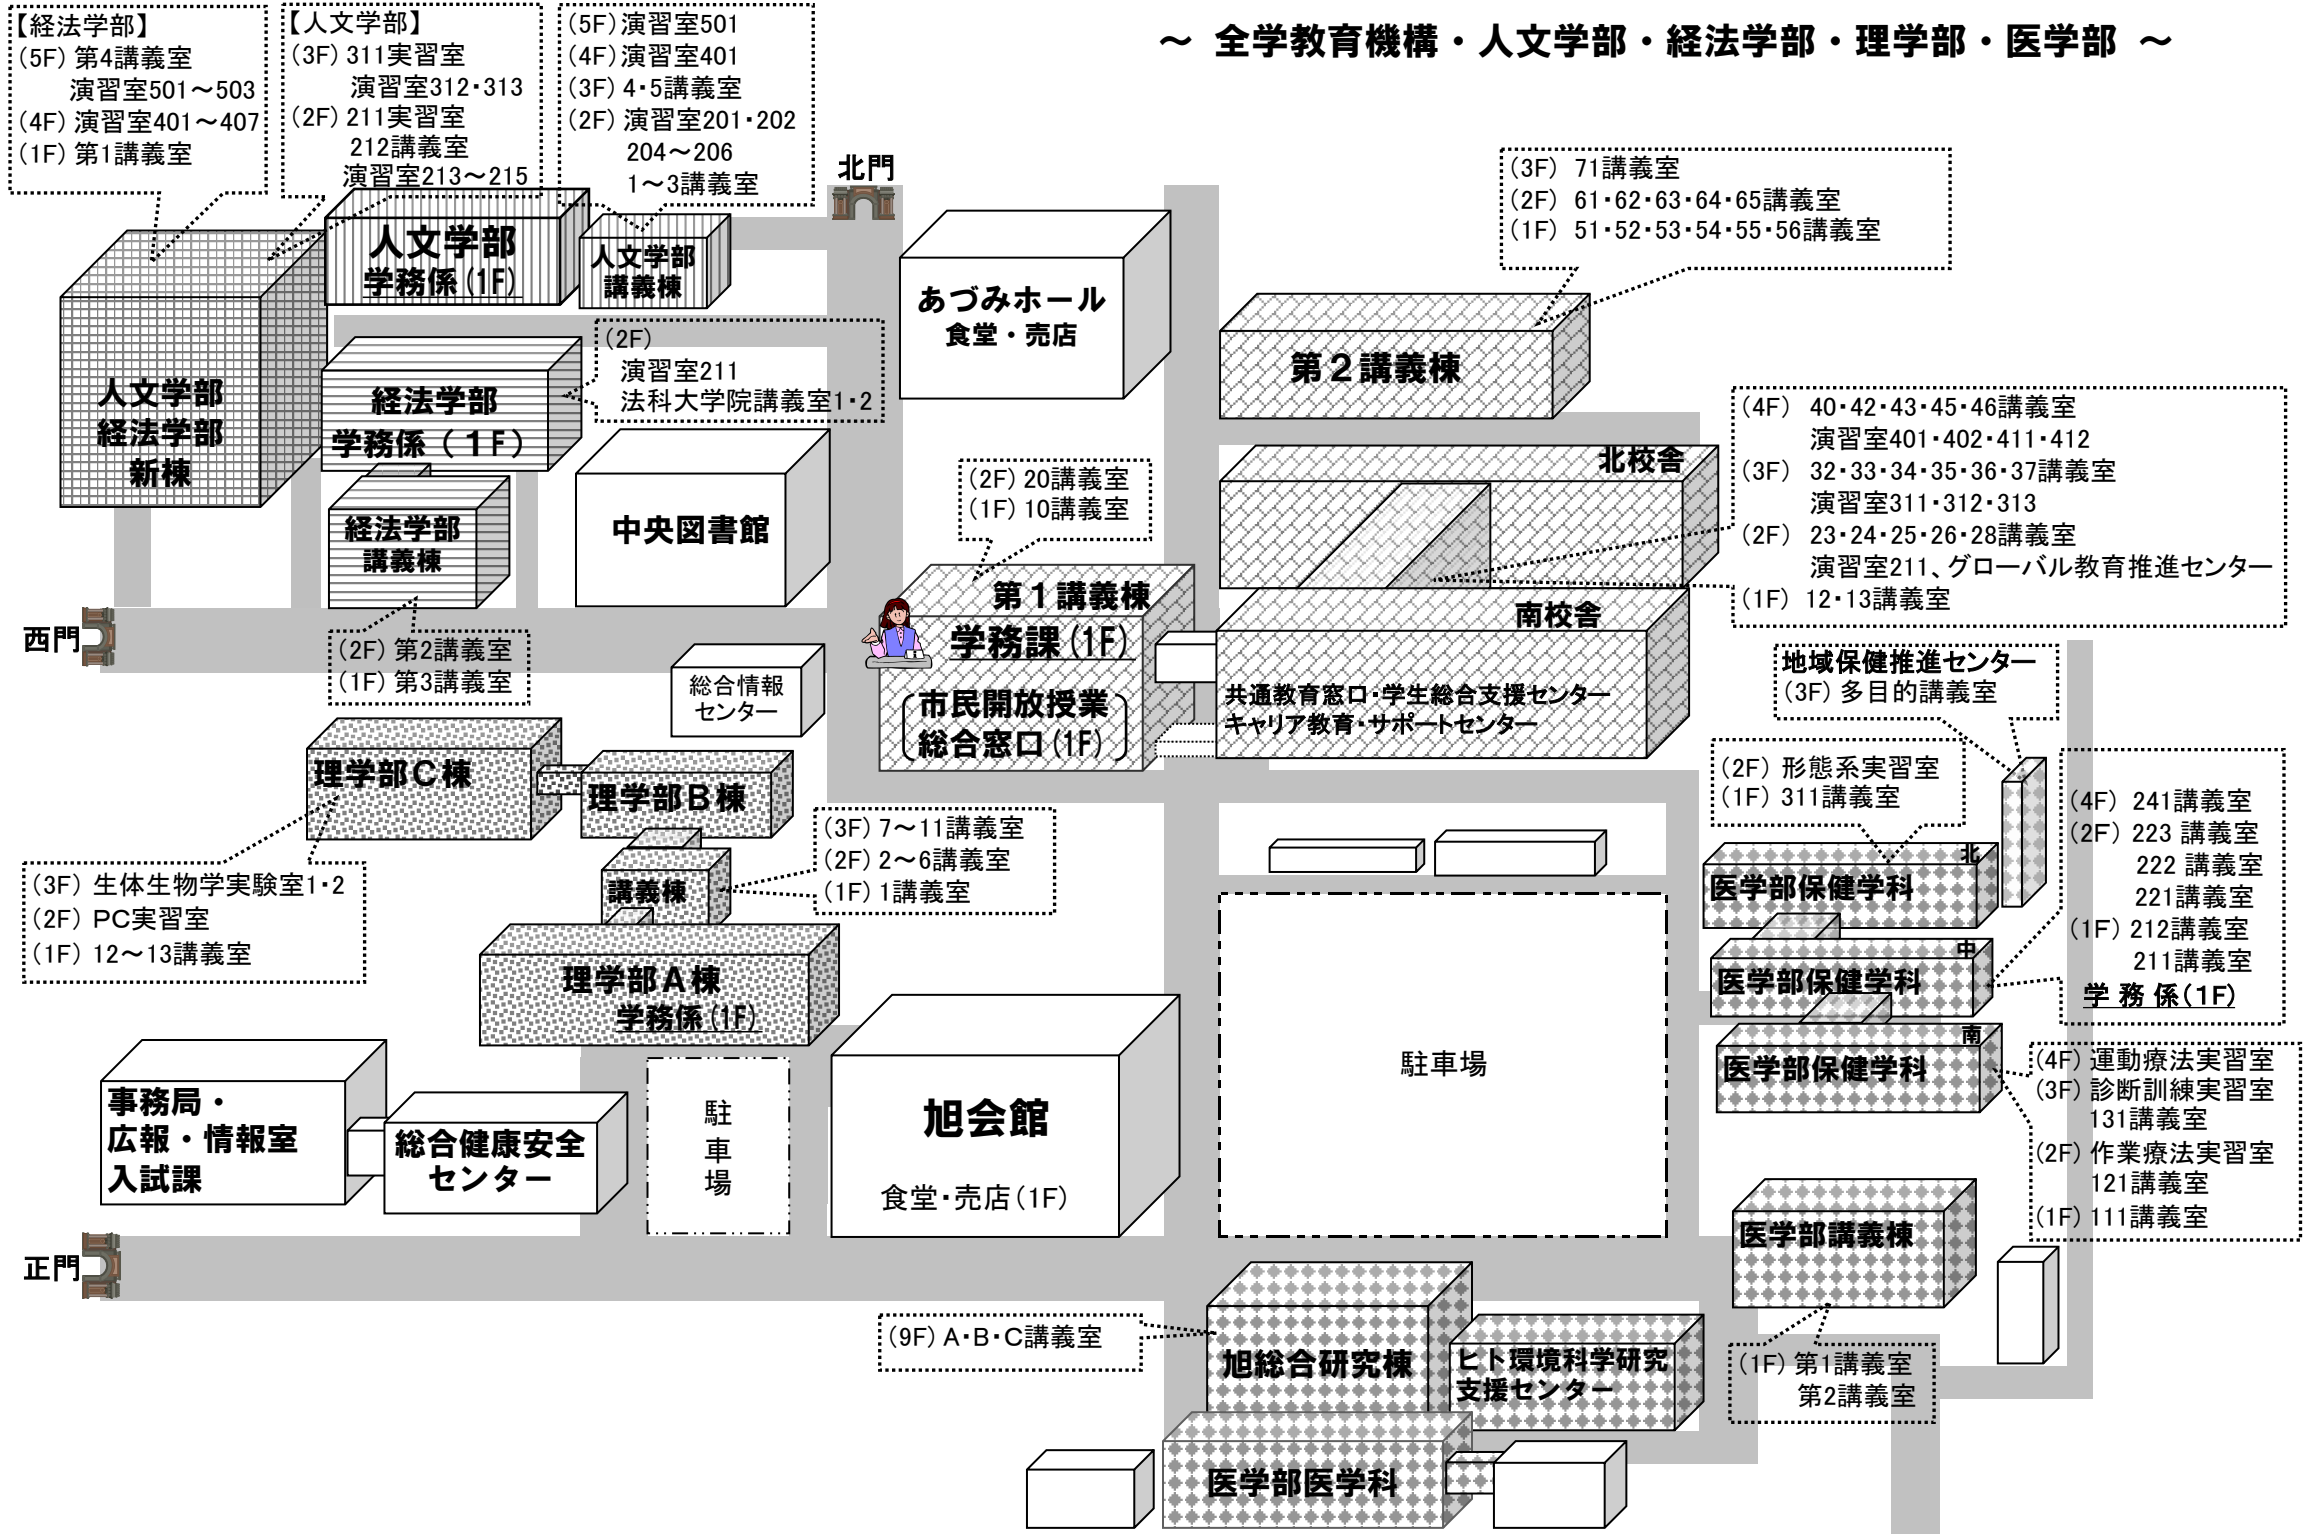 ～ 全学教育機構・人文学部・経法学部・理学部・医学部 ～
【経法学部】
(5F) 第4講義室
演習室501～503
(4F) 演習室401～407
(1F) 第1講義室
【人文学部】
(3F) 311実習室
演習室312・313
(2F) 211実習室
212講義室
演習室213～215
(5F) 演習室501
(4F) 演習室401
(3F) 4・5講義室
(2F) 演習室201・202
204～206
1～3講義室
北門
(3F) 71講義室
(2F) 61・62・63・64・65講義室
(1F) 51・52・53・54・55・56講義室
人文学部
学務係(1F)
人文学部
講義棟
あづみホール
食堂・売店
第２講義棟
人文学部
経法学部
新棟
経法学部
学務係（１F）
(2F)
演習室211
法科大学院講義室1・2
(4F) 40・42・43・45・46講義室
演習室401・402・411・412
(3F) 32・33・34・35・36・37講義室
演習室311・312・313
(2F) 23・24・25・26・28講義室
演習室211、グローバル教育推進センター
(1F) 12・13講義室
北校舎
(2F) 20講義室
(1F) 10講義室
経法学部
講義棟
中央図書館
第１講義棟
学務課(1F)
市民開放授業
総合窓口(1F)
南校舎
共通教育窓口・学生総合支援センター
キャリア教育・サポートセンター
西門
(2F) 第2講義室
(1F) 第3講義室
総合情報
センター
地域保健推進センター
(3F) 多目的講義室
理学部Ｃ棟
理学部Ｂ棟
(2F) 形態系実習室
(1F) 311講義室
(3F) 7～11講義室
(2F) 2～6講義室
(1F) 1講義室
講義棟
(3F) 生体生物学実験室1・2
(2F) PC実習室
(1F) 12～13講義室
北
医学部保健学科
(4F) 241講義室
(2F) 223 講義室
222 講義室
221講義室
(1F) 212講義室
211講義室
学 務 係(1F)
中
医学部保健学科
理学部Ａ棟
学務係(1F)
南
医学部保健学科
(4F) 運動療法実習室
(3F) 診断訓練実習室
131講義室
(2F) 作業療法実習室
121講義室
(1F) 111講義室
事務局・
広報・情報室
入試課
総合健康安全
センター
駐
車
場
旭会館
食堂・売店(1F)
駐車場
医学部講義棟
正門
(9F) A・B・C講義室
旭総合研究棟
ヒト環境科学研究
支援センター
(1F) 第1講義室
第2講義室
医学部医学科